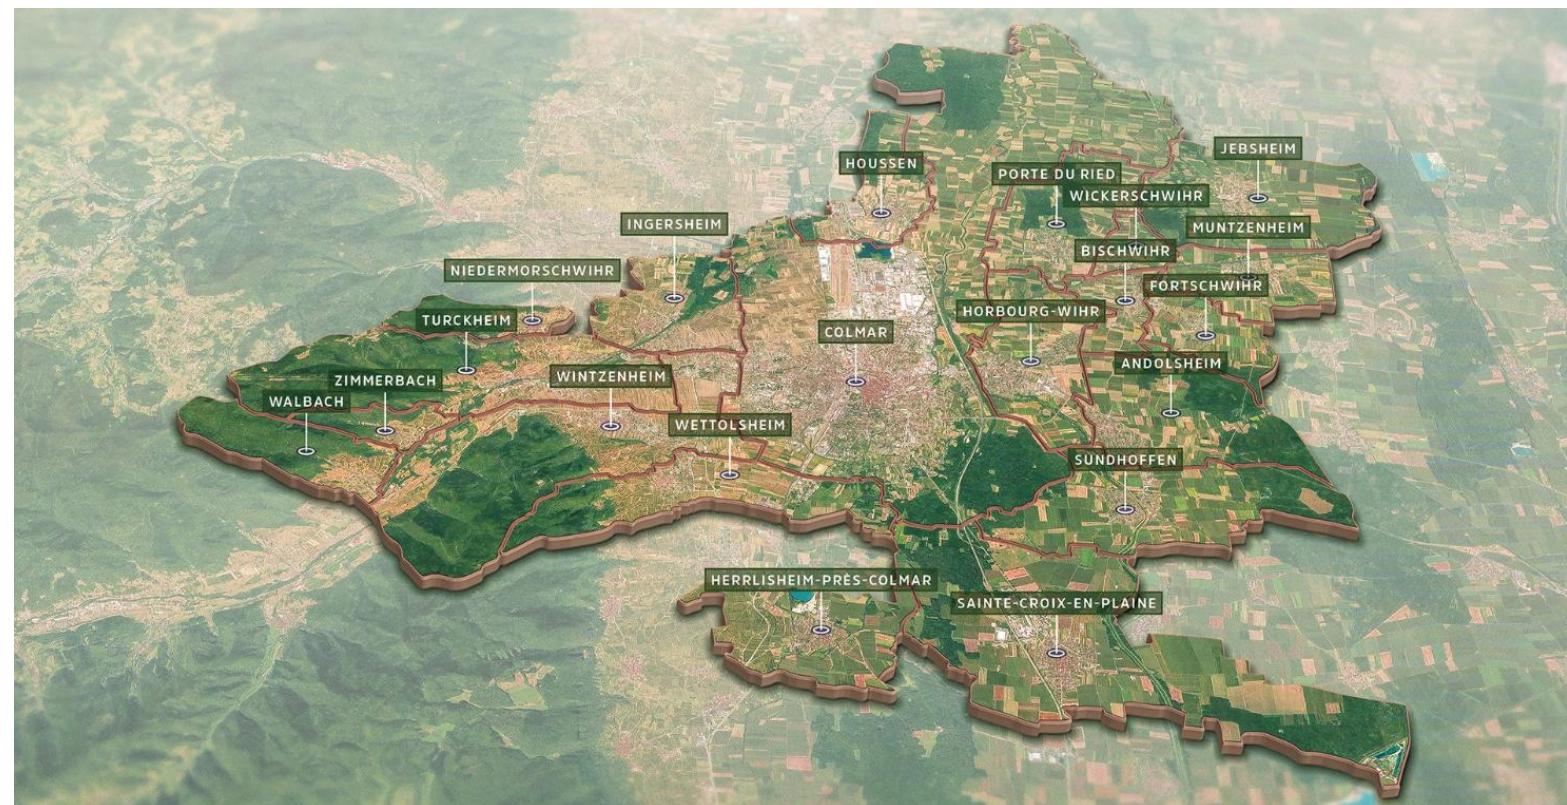 JEBSHEIM
HOUSSEN
PORTE DU RIED
WICKERSCHWIHR
INGERSHEIM
MUNTZENHEIM
BISCHWIHR
NIEDERMORSCHWIHR
FORTSCHWIHR
HORBOURG-WIHR
TURCKHEIM
COLMAR
ANDOLSHEIM
WINTZENHEIM
ZIMMERBACH
WALBACH
WETTOLSHEIM
SUNDHOFFEN
HERRLISHEIM-PRÈS-COLMAR
SAINTE-CROIX-EN-PLAINE